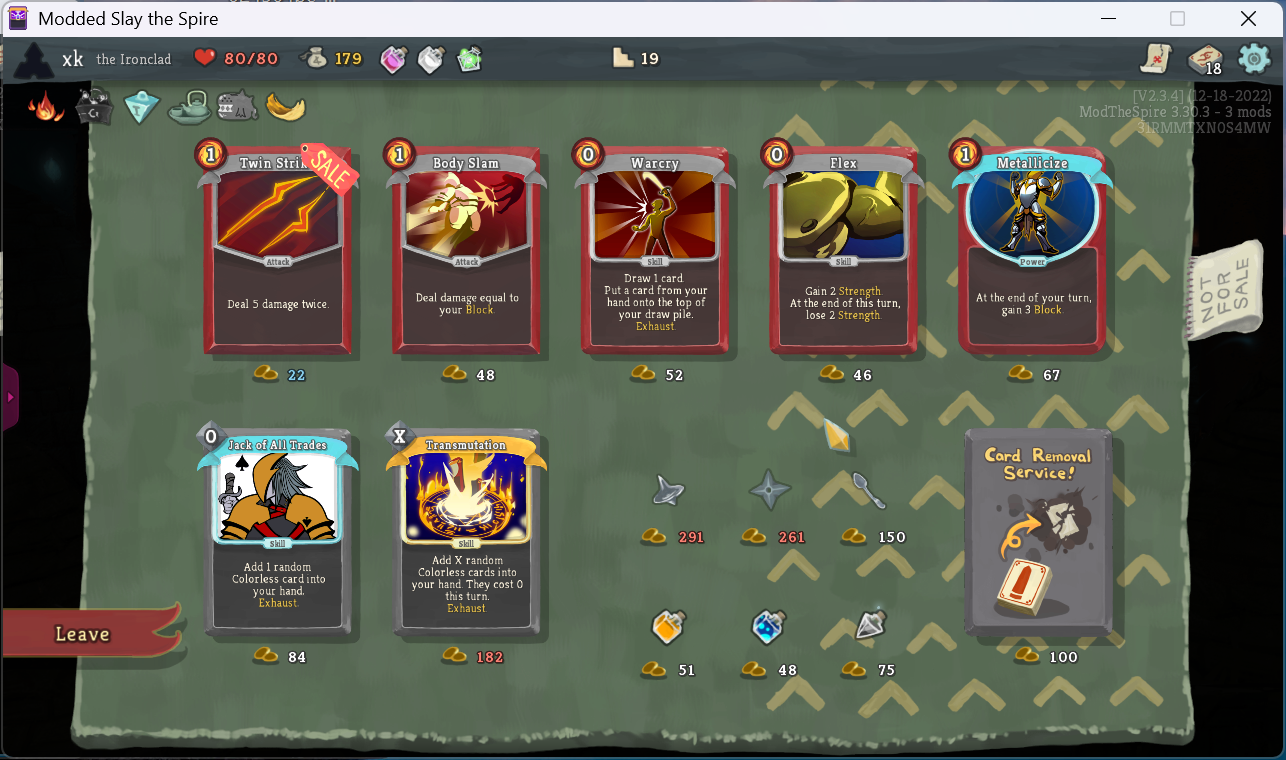 Modded Slay the Spire
xk the Ironclad 80/80 179 19 18
[V2.3.4] (12-18-2022)
ModTheSpire 3.30.3 - 3 mods
31RMMTXN0S4MW
1 Twin Strike
SALE
Attack
Deal 5 damage twice.
22
1 Body Slam
Attack
Deal damage equal to
your Block.
48
0 Warcry
Skill
Draw 1 card.
Put a card from your
hand onto the top of
your draw pile.
Exhaust.
52
0 Flex
Skill
Gain 2 Strength.
At the end of this turn,
lose 2 Strength.
46
1 Metallicize
Power
At the end of your turn,
gain 3 Block.
67
NOT
FOR
SALE
0 Jack of All Trades
Skill
Add 1 random
Colorless card into
your hand.
Exhaust.
84
X Transmutation
Skill
Add X random
Colorless cards into
your hand. They cost 0
this turn.
Exhaust.
182
291 261 150
51 48 75
Card Removal
Service!
100
Leave